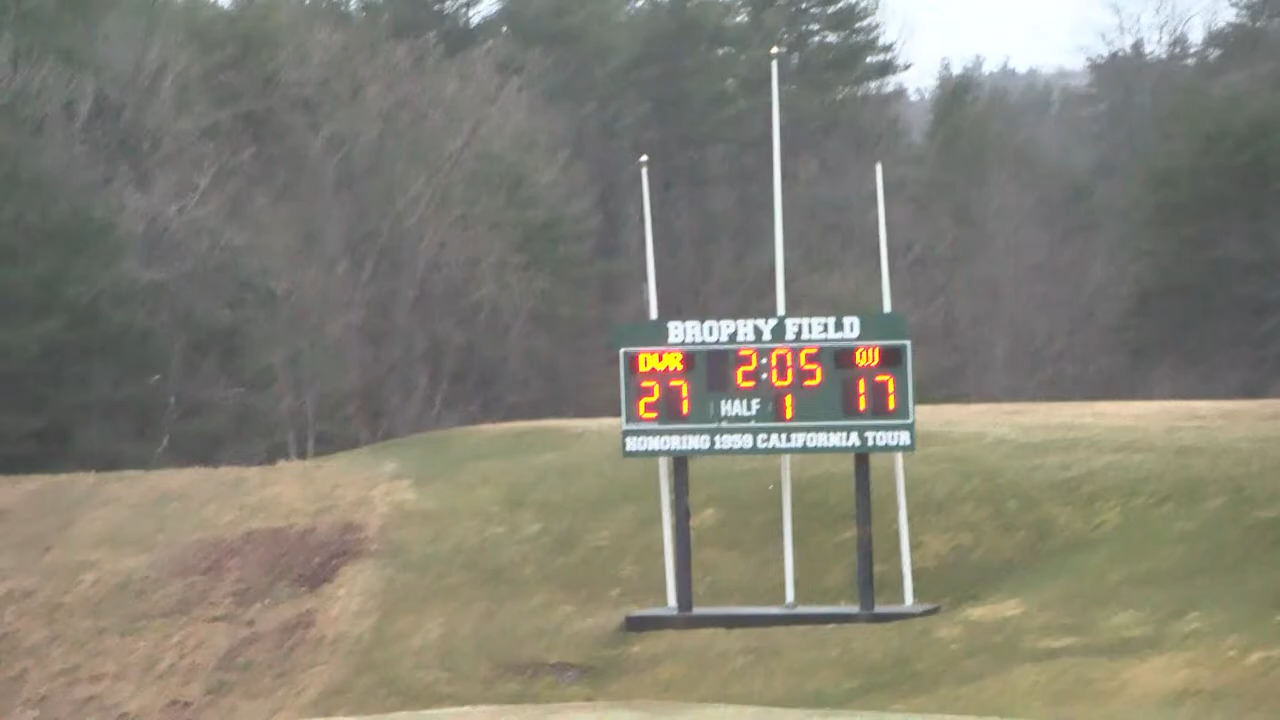 BROPHY FIELD
DWR 2:05 QU
27 HALF 1 17
HONORING 1959 CALIFORNIA TOUR